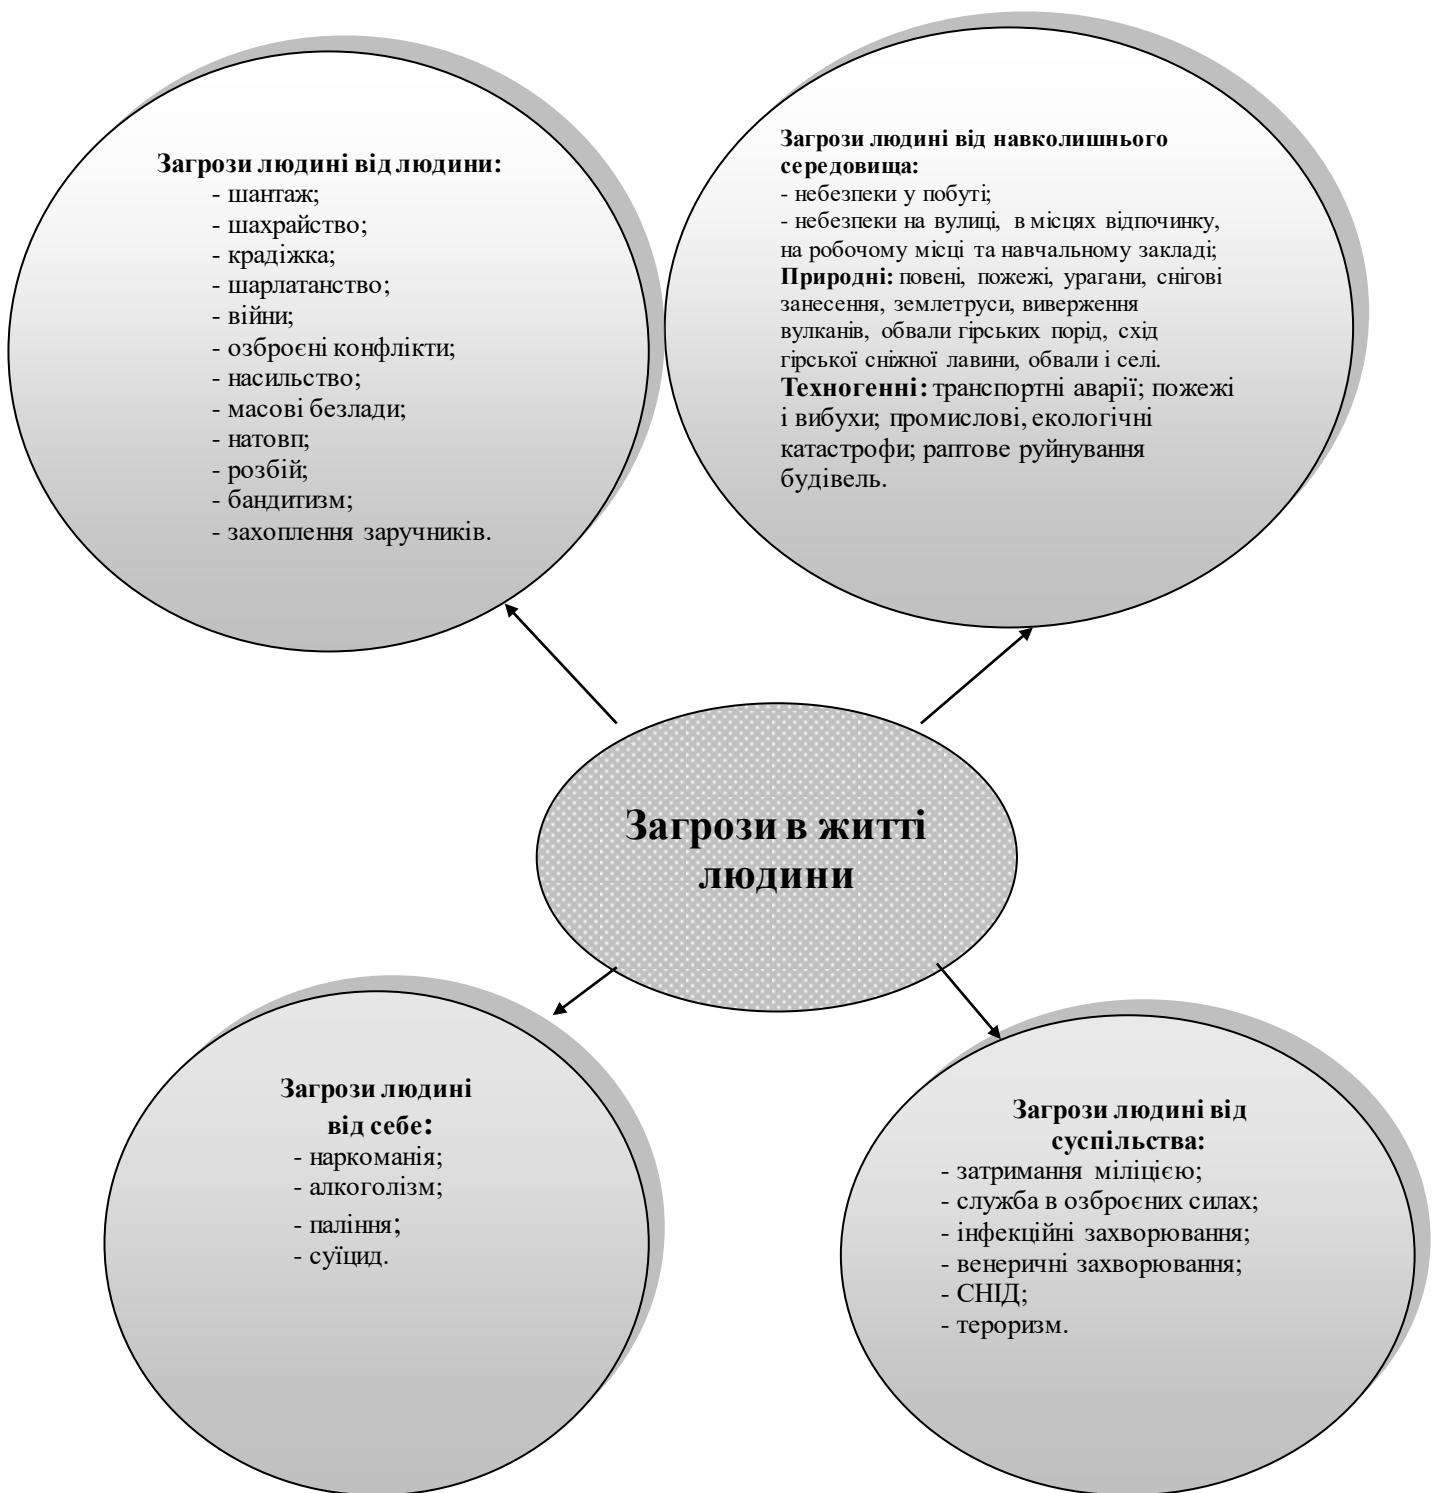 Загрози людині від людини:
- шантаж;
- шахрайство;
- крадіжка;
- шарлатанство;
- війни;
- озброєні конфлікти;
- насильство;
- масові безлади;
- натовп;
- розбій;
- бандитизм;
- захоплення заручників.
Загрози людині від навколишнього
середовища:
- небезпеки у побуті;
- небезпеки на вулиці, в місцях відпочинку,
на робочому місці та навчальному закладі;
Природні: повені, пожежі, урагани, снігові
занесення, землетруси, виверження
вулканів, обвали гірських порід, схід
гірської сніжної лавини, обвали і селі.
Техногенні: транспортні аварії; пожежі
і вибухи; промислові, екологічні
катастрофи; раптове руйнування
будівель.
Загрози в житті
людини
Загрози людині
від себе:
- наркоманія;
- алкоголізм;
- паління;
- суїцид.
Загрози людині від
суспільства:
- затримання міліцією;
- служба в озброєних силах;
- інфекційні захворювання;
- венеричні захворювання;
- СНІД;
- тероризм.